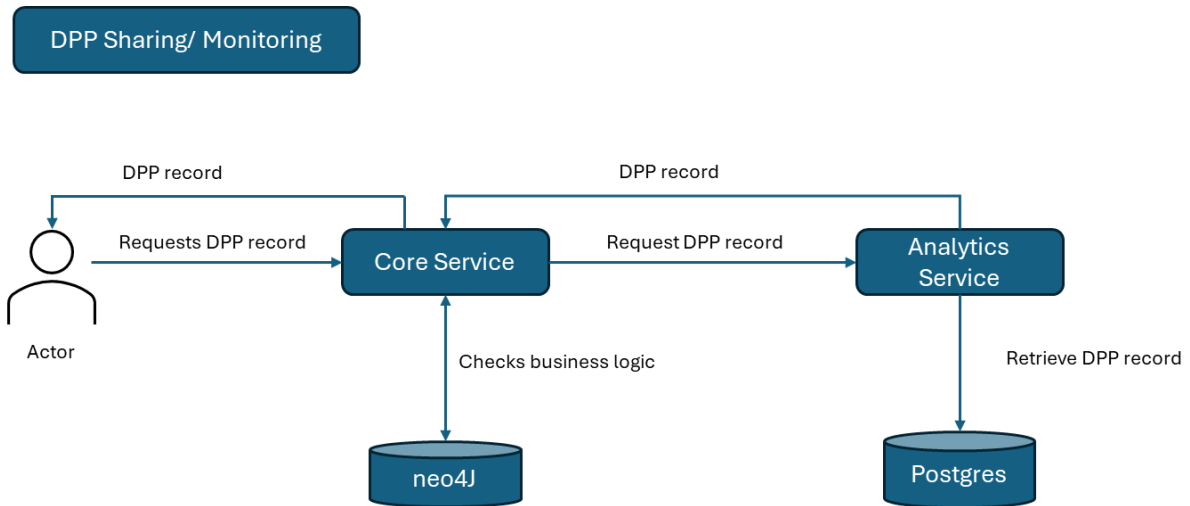 DPP Sharing/ Monitoring
DPP record
DPP record
Requests DPP record
Request DPP record
Core Service
Analytics
Service
Actor
Checks business logic
Retrieve DPP record
neo4J
Postgres